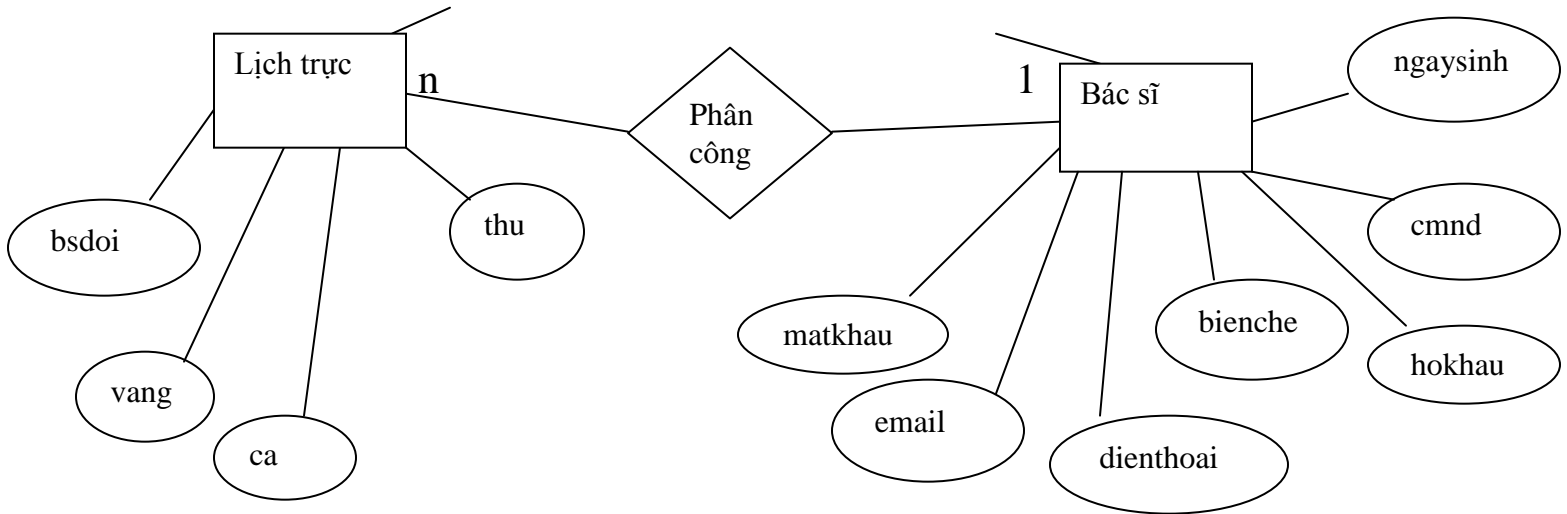 Lịch trực
n
Phân
công
1
Bác sĩ
ngaysinh
bsdoi
thu
cmnd
matkhau
bienche
vang
email
hokhau
ca
dienthoai